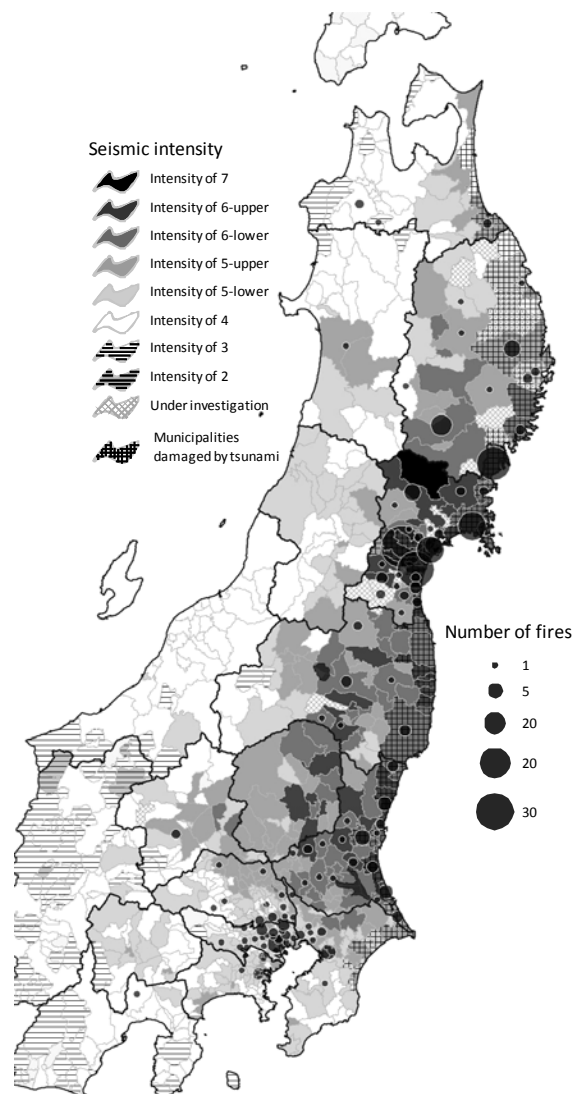 Seismic intensity
Intensity of 7
Intensity of 6-upper
Intensity of 6-lower
Intensity of 5-upper
Intensity of 5-lower
Intensity of 4
Intensity of 3
Intensity of 2
Under investigation
Municipalities
damaged by tsunami
Number of fires
1
5
20
20
30